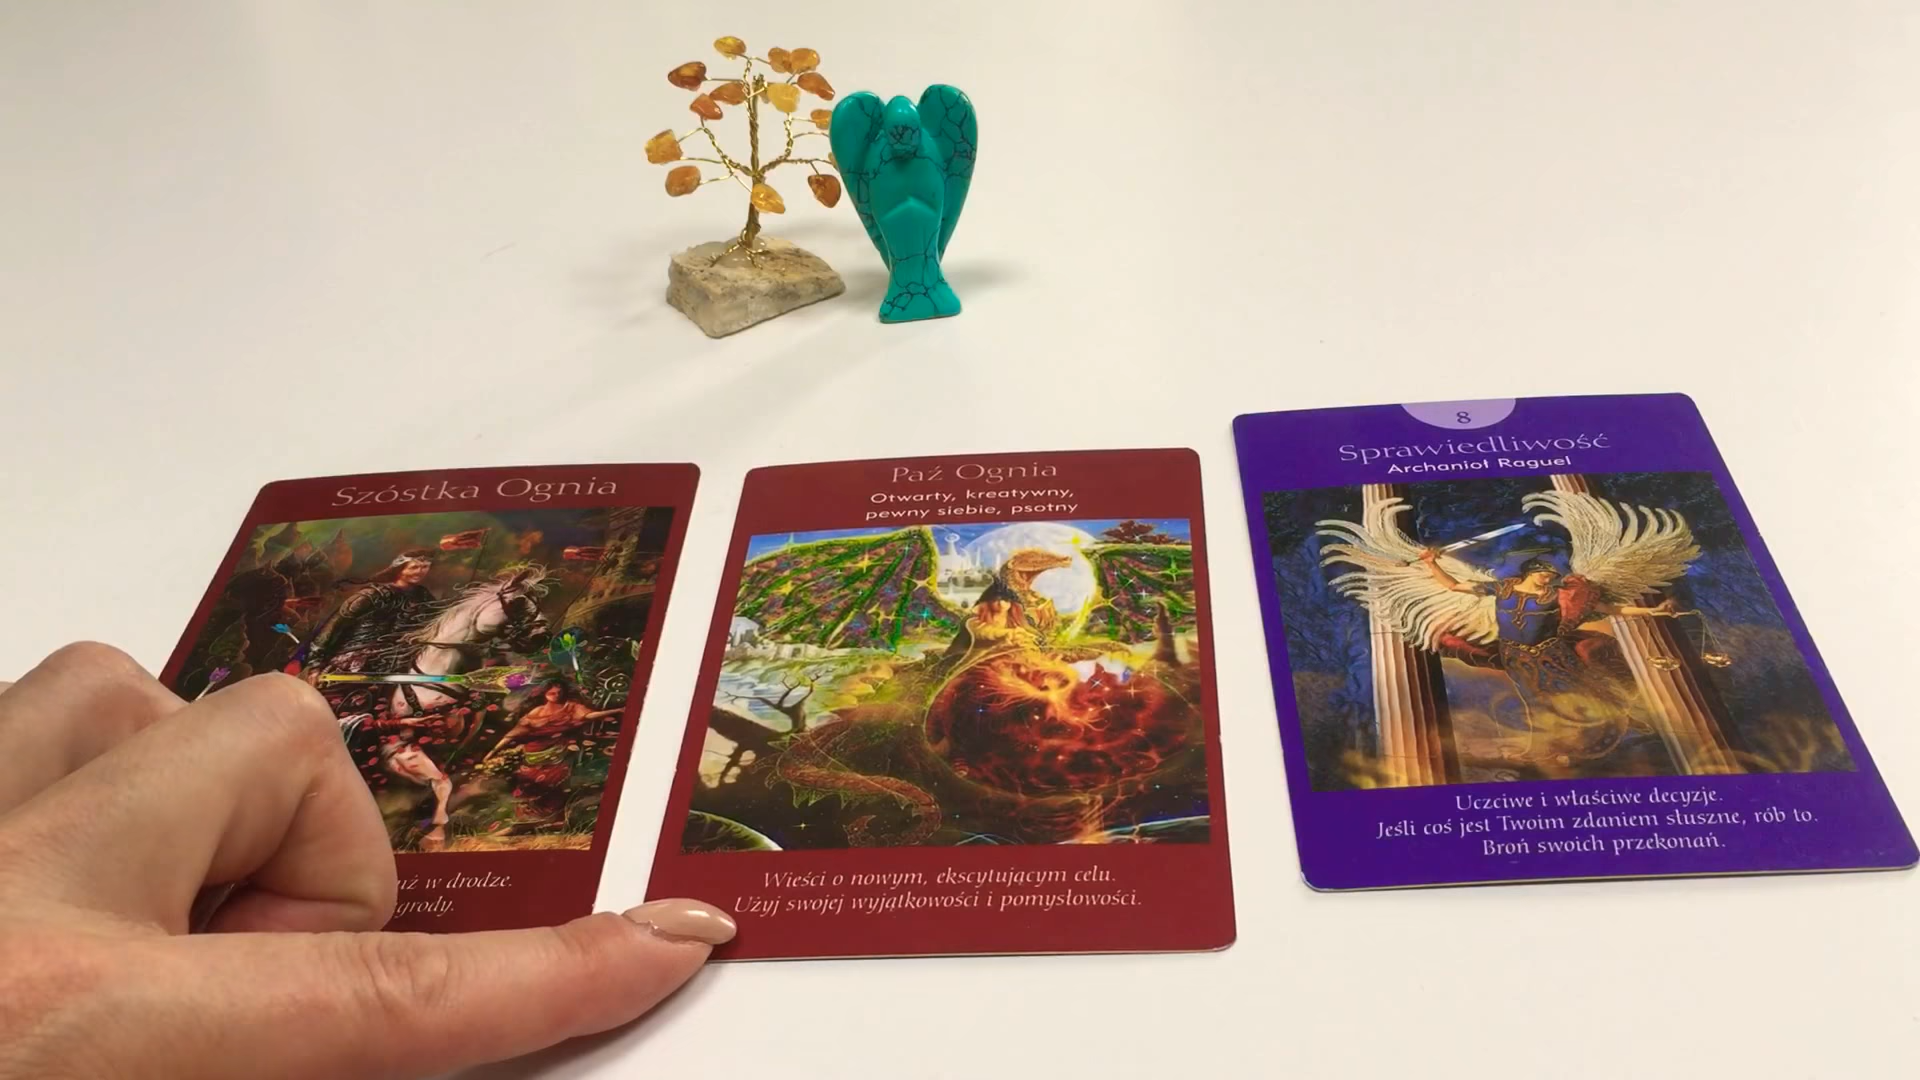 Szóstka Ognia
w drodze.
Paź Ognia
Otwarty, kreatywny,
pewny siebie, psotny
Wieści o nowym, ekscytującym celu.
Użyj swojej wyjątkowości i pomysłowości.
8
Sprawiedliwość
Archanioł Raguel
Uczciwe i właściwe decyzje.
Jeśli coś jest Twoim zdaniem słuszne, rób to.
Broń swoich przekonań.